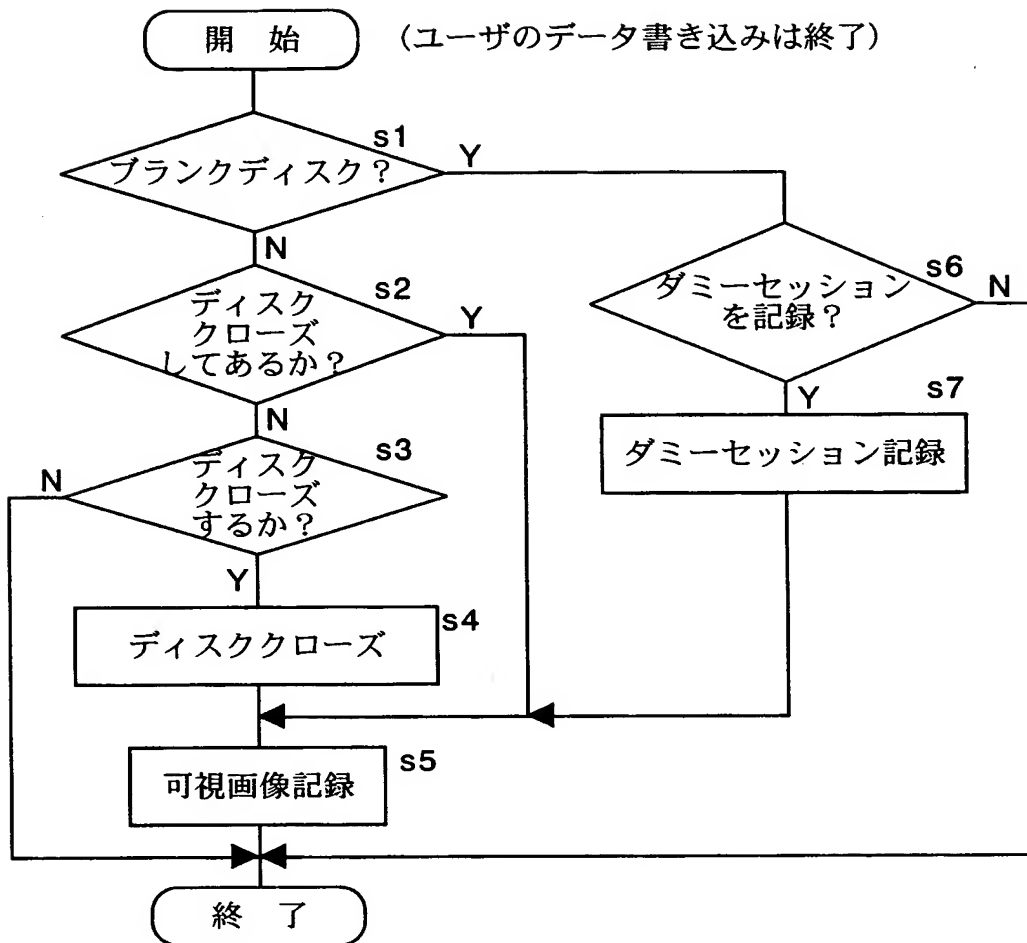 開 始
(ユーザのデータ書き込みは終了)
s1
ブランクディスク?
Y
N
s2
ディスク
クローズ
してあるか?
Y
N
s3
ディスク
クローズ
するか?
N
Y
s4
ディスククローズ
s5
可視画像記録
終 了
s6
ダミーセッション
を記録?
N
Y
s7
ダミーセッション記録